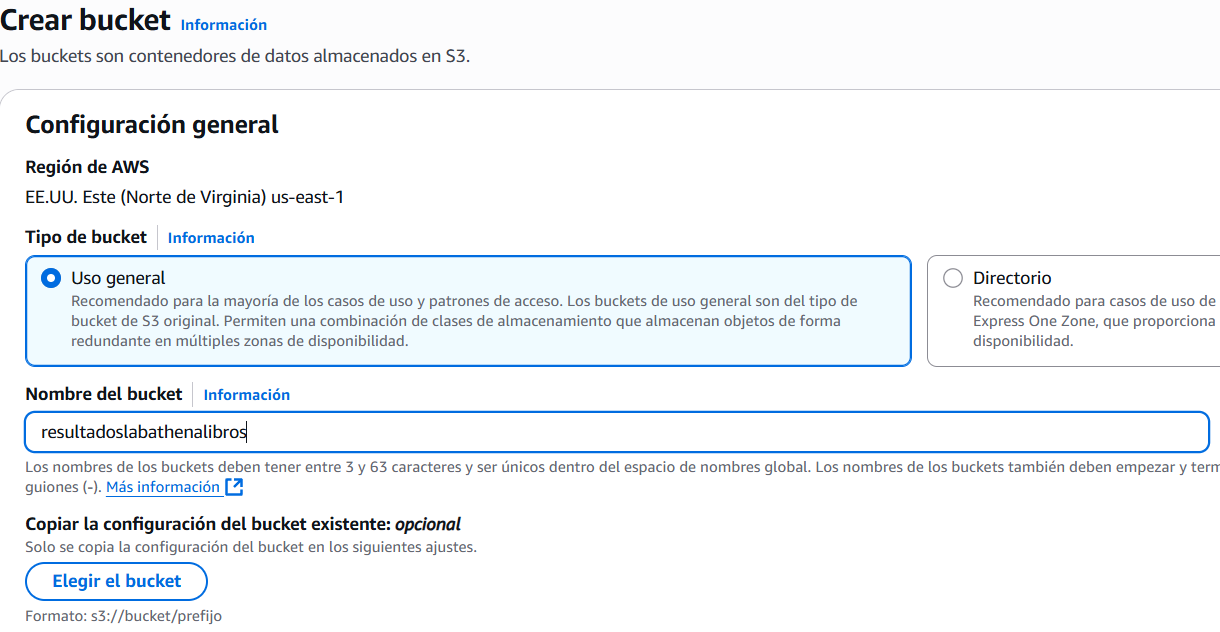 Crear bucket Información
Los buckets son contenedores de datos almacenados en S3.
Configuración general
Región de AWS
EE.UU. Este (Norte de Virginia) us-east-1
Tipo de bucket Información
Uso general
Recomendado para la mayoría de los casos de uso y patrones de acceso. Los buckets de uso general son del tipo de
bucket de S3 original. Permiten una combinación de clases de almacenamiento que almacenan objetos de forma
redundante en múltiples zonas de disponibilidad.
Directorio
Recomendado para casos de uso de
Express One Zone, que proporciona
disponibilidad.
Nombre del bucket Información
resultadoslabathenalibros
Los nombres de los buckets deben tener entre 3 y 63 caracteres y ser únicos dentro del espacio de nombres global. Los nombres de los buckets también deben empezar y term
guiones (-). Más información
Copiar la configuración del bucket existente: opcional
Solo se copia la configuración del bucket en los siguientes ajustes.
Elegir el bucket
Formato: s3://bucket/prefijo